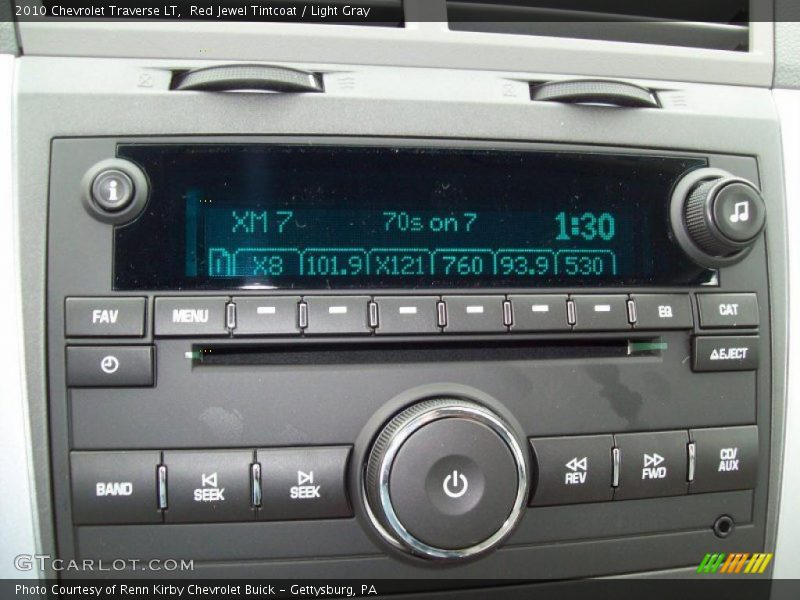 2010 Chevrolet Traverse LT,  Red Jewel Tintcoat / Light Gray
i
XM 7 70s on 7 1:30
1 X8 101.9 X121 760 93.9 530
FAV MENU CAT
EJECT
BAND SEEK SEEK REV FWD CD/
AUX
GTCARLOT.COM
Photo Courtesy of Renn Kirby Chevrolet Buick - Gettysburg, PA